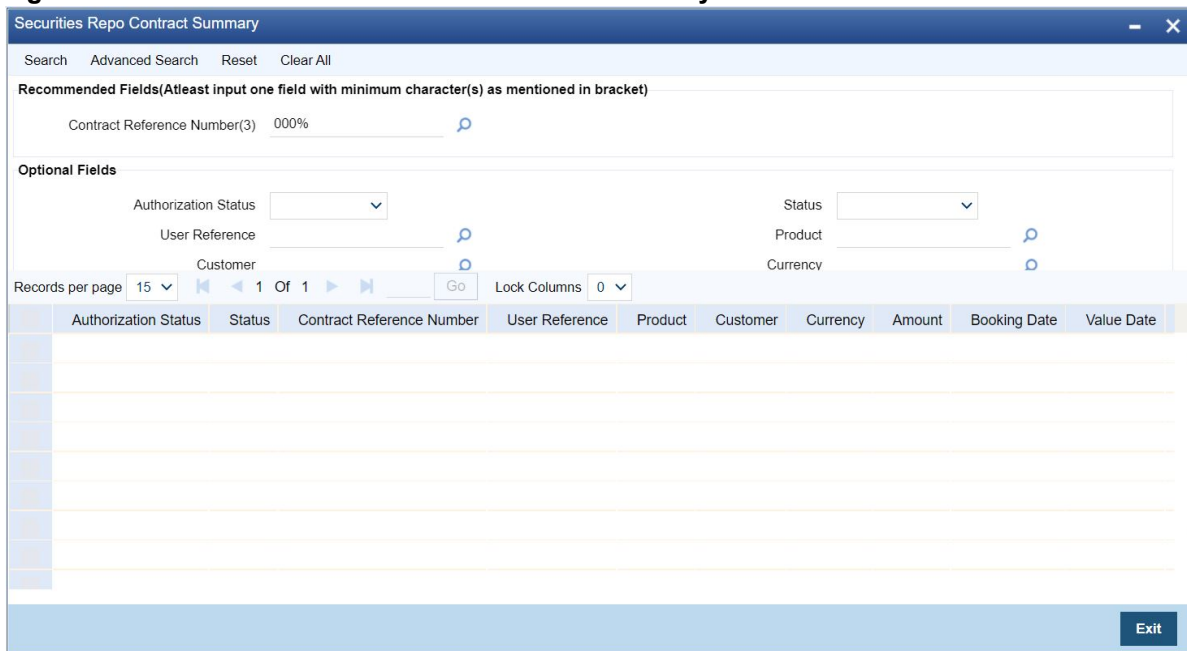 Securities Repo Contract Summary
Search Advanced Search Reset Clear All
Recommended Fields(Atleast input one field with minimum character(s) as mentioned in bracket)
Contract Reference Number(3) 000%
Optional Fields
Authorization Status Status
User Reference Product
Customer Currency
Records per page 15 1 Of 1 Go Lock Columns 0
Authorization Status Status Contract Reference Number User Reference Product Customer Currency Amount Booking Date Value Date
Exit